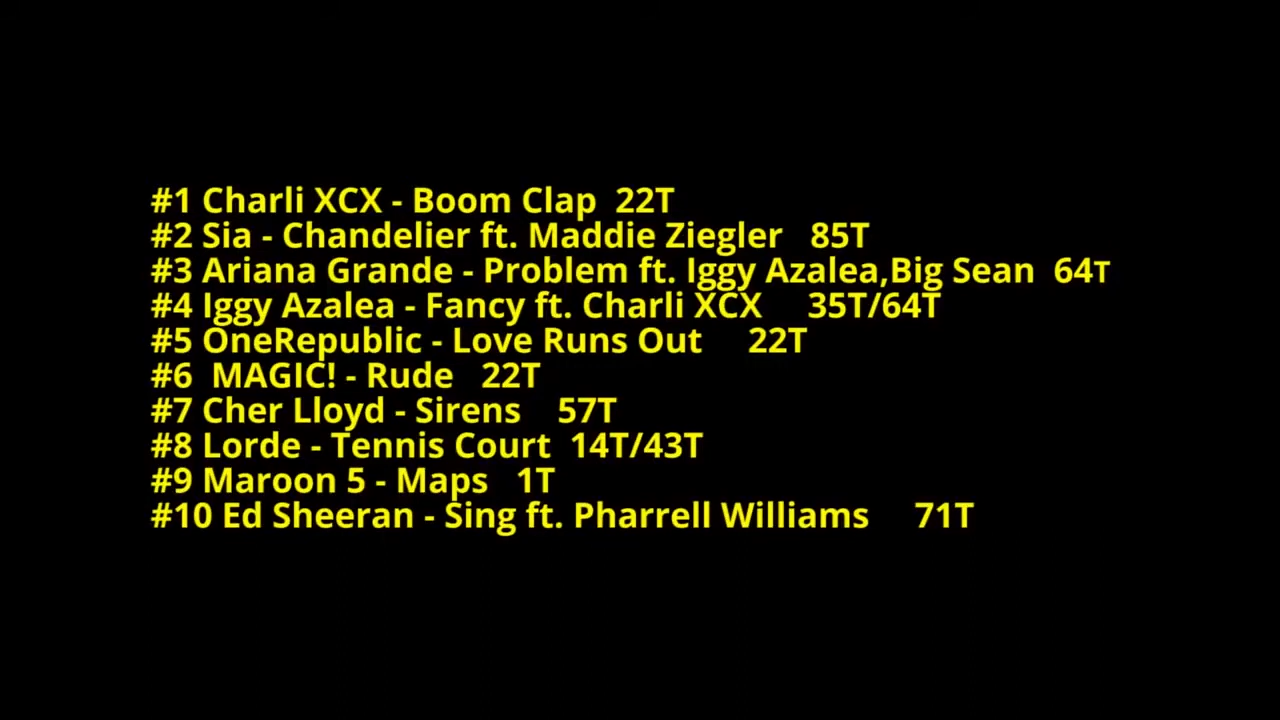 #1 Charli XCX - Boom Clap  22T
#2 Sia - Chandelier ft. Maddie Ziegler   85T
#3 Ariana Grande - Problem ft. Iggy Azalea,Big Sean  64T
#4 Iggy Azalea - Fancy ft. Charli XCX     35T/64T
#5 OneRepublic - Love Runs Out     22T
#6  MAGIC! - Rude   22T
#7 Cher Lloyd - Sirens    57T
#8 Lorde - Tennis Court  14T/43T
#9 Maroon 5 - Maps   1T
#10 Ed Sheeran - Sing ft. Pharrell Williams     71T